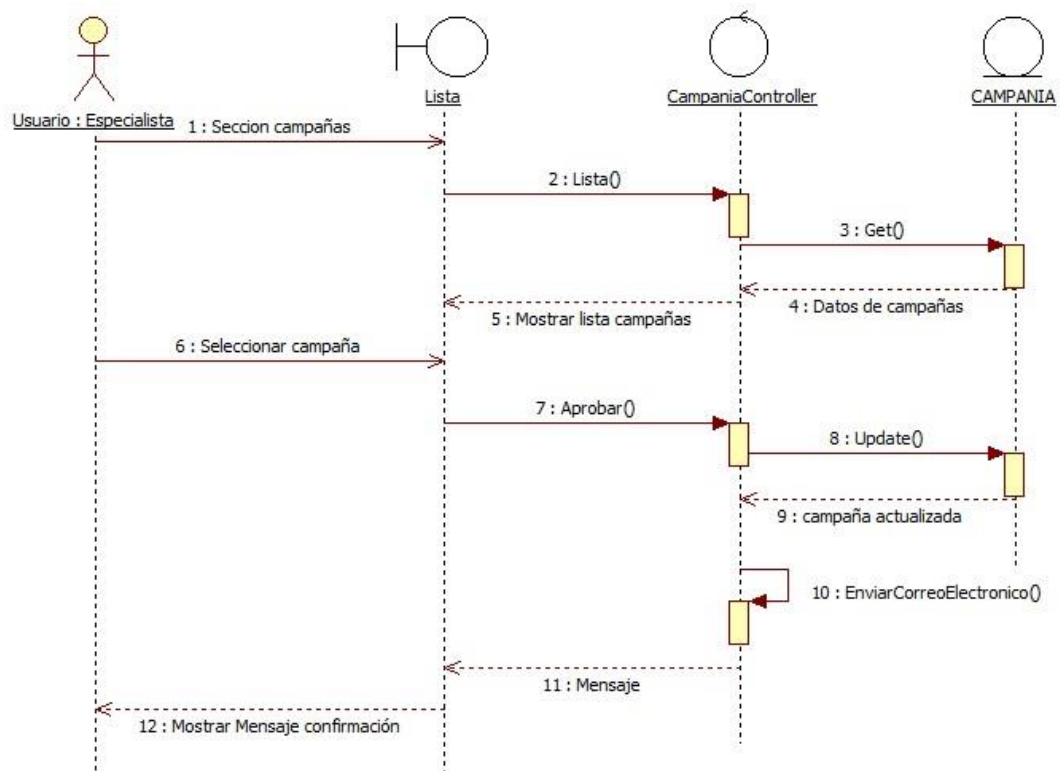 Usuario : Especialista
Lista
CampaniaController
CAMPANIA
1 : Seccion campañas
2 : Lista()
3 : Get()
4 : Datos de campañas
5 : Mostrar lista campañas
6 : Seleccionar campaña
7 : Aprobar()
8 : Update()
9 : campaña actualizada
10 : EnviarCorreoElectronico()
11 : Mensaje
12 : Mostrar Mensaje confirmación